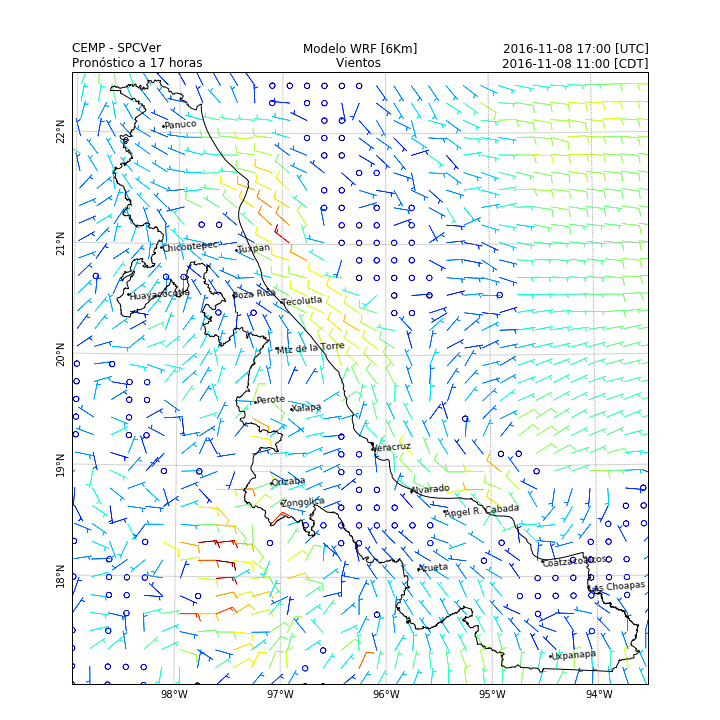 CEMP - SPCVer
Modelo WRF [6Km]
2016-11-08 17:00 [UTC]
Pronóstico a 17 horas
Vientos
2016-11-08 11:00 [CDT]
22°N
Panuco
21°N
Chicontepec
Tuxpan
Huayacocotla
Poza Rica
Tecolutla
20°N
Mtz de la Torre
Perote
Xalapa
Veracruz
19°N
Orizaba
Alvarado
Zongolica
Angel R. Cabada
18°N
Azueta
Coatzacoalcos
Las Choapas
Uxpanapa
98°W
97°W
96°W
95°W
94°W